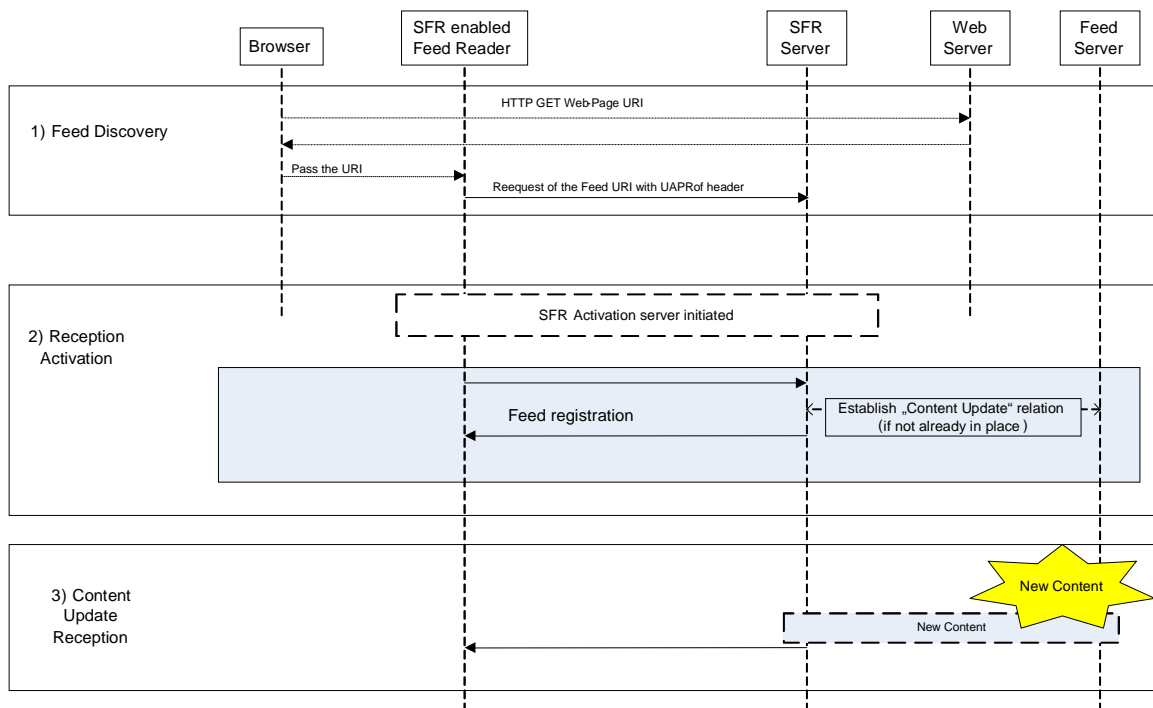 Browser
SFR enabled
Feed Reader
SFR
Server
Web
Server
Feed
Server
1) Feed Discovery
HTTP GET Web-Page URI
Pass the URI
Reequest of the Feed URI with UAPRof header
2) Reception
Activation
SFR Activation server initiated
Feed registration
Establish „Content Update“ relation
(if not already in place)
3) Content
Update
Reception
New Content
New Content